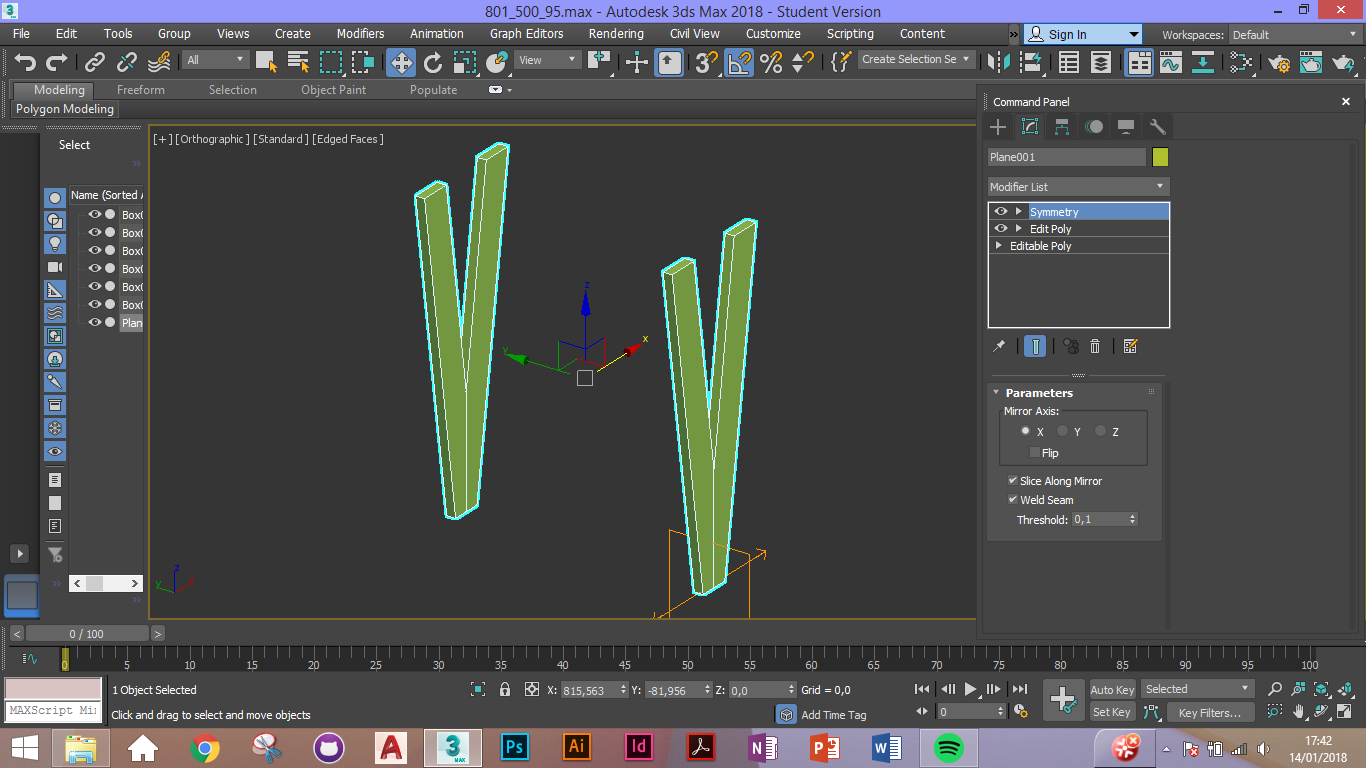 801_500_95.max - Autodesk 3ds Max 2018 - Student Version
File Edit Tools Group Views Create Modifiers Animation Graph Editors Rendering Civil View Customize Scripting Content » Sign In Workspaces: Default
All View 3 Create Selection Se
Modeling Freeform Selection Object Paint Populate
Polygon Modeling
Command Panel
[+] [Orthographic ] [Standard ] [Edged Faces ]
Select
Plane001
Modifier List
Name (Sorted A
Symmetry
Edit Poly
Editable Poly
Box0
Box0
Box0
Box0
Box0
Box0
Plan
z
x
y
Parameters
Mirror Axis:
X Y Z
Flip
Slice Along Mirror
Weld Seam
Threshold: 0,1
z
y
0 / 100
0 5 10 15 20 25 30 35 40 45 50 55 60 65 70 75 80 85 90 95 100
1 Object Selected X: 815,563 Y: -81,956 Z: 0,0 Grid = 0,0 Auto Key Selected
MAXScript Mi
Click and drag to select and move objects Add Time Tag 0 Set Key Key Filters...
A 3 MAX Ps Ai Id N P W
17:42
14/01/2018